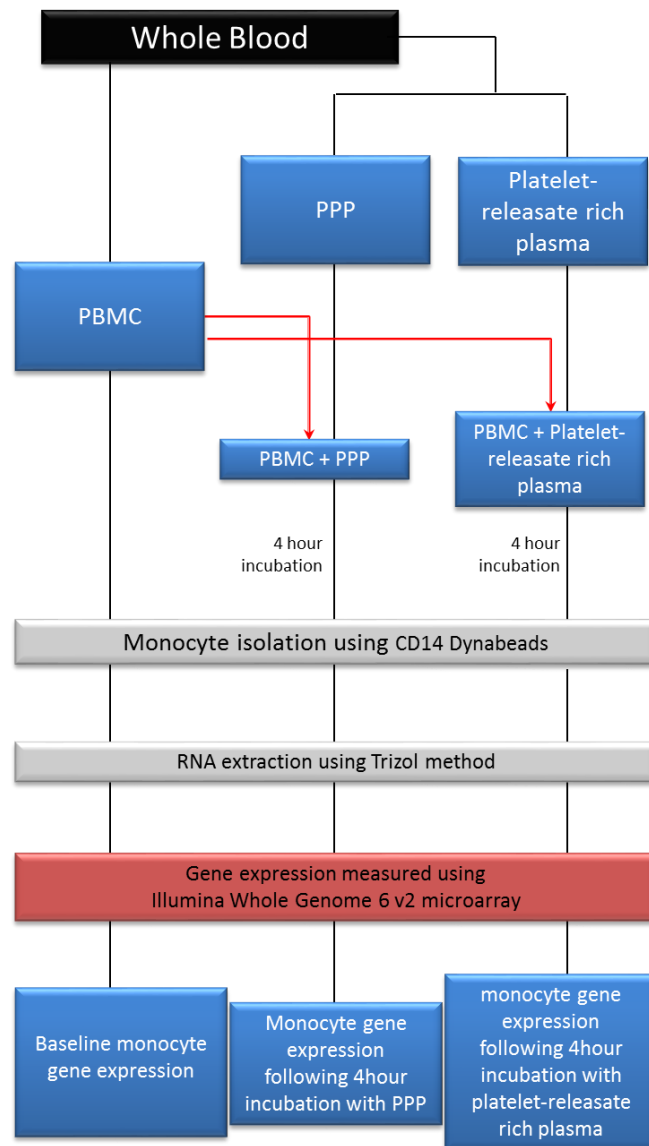 Whole Blood
PPP
Platelet-
releasate rich
plasma
PBMC
PBMC + PPP
PBMC + Platelet-
releasate rich
plasma
4 hour
incubation
4 hour
incubation
Monocyte isolation using CD14 Dynabeads
RNA extraction using Trizol method
Gene expression measured using
Illumina Whole Genome 6 v2 microarray
Baseline monocyte
gene expression
Monocyte gene
expression
following 4hour
incubation with PPP
monocyte gene
expression
following 4hour
incubation with
platelet-releasate
rich plasma